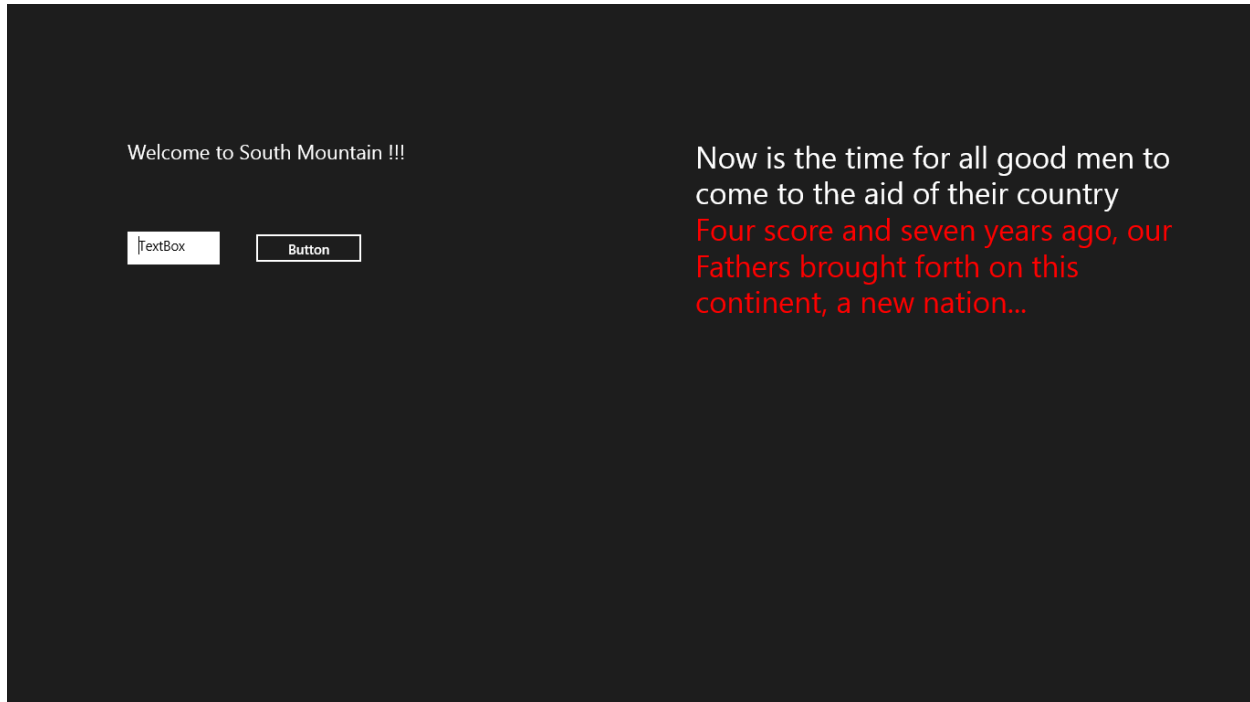 Welcome to South Mountain !!!
TextBox
Button
Now is the time for all good men to
come to the aid of their country
Four score and seven years ago, our
Fathers brought forth on this
continent, a new nation...